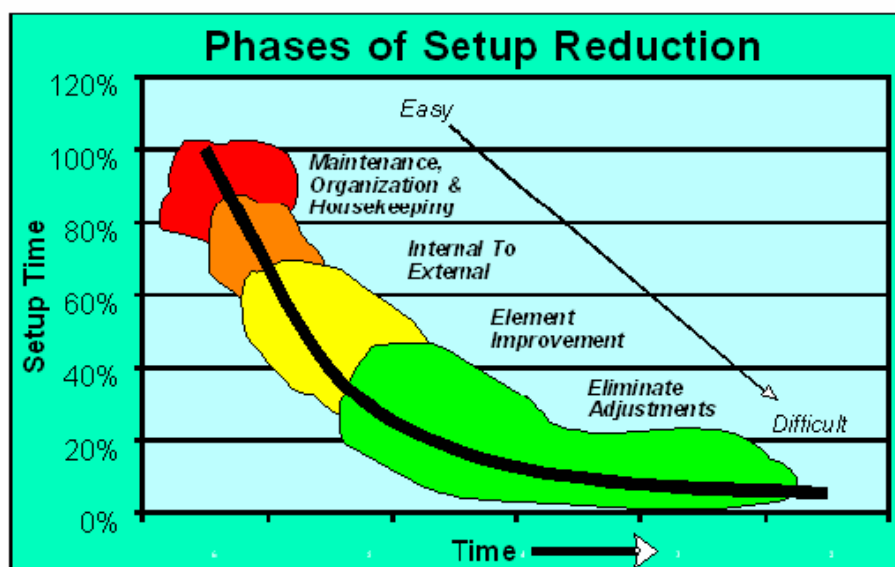 Phases of Setup Reduction
120%
100%
80%
60%
40%
20%
0%
Setup Time
Easy
Maintenance,
Organization &
Housekeeping
Internal To
External
Element
Improvement
Eliminate
Adjustments
Difficult
Time